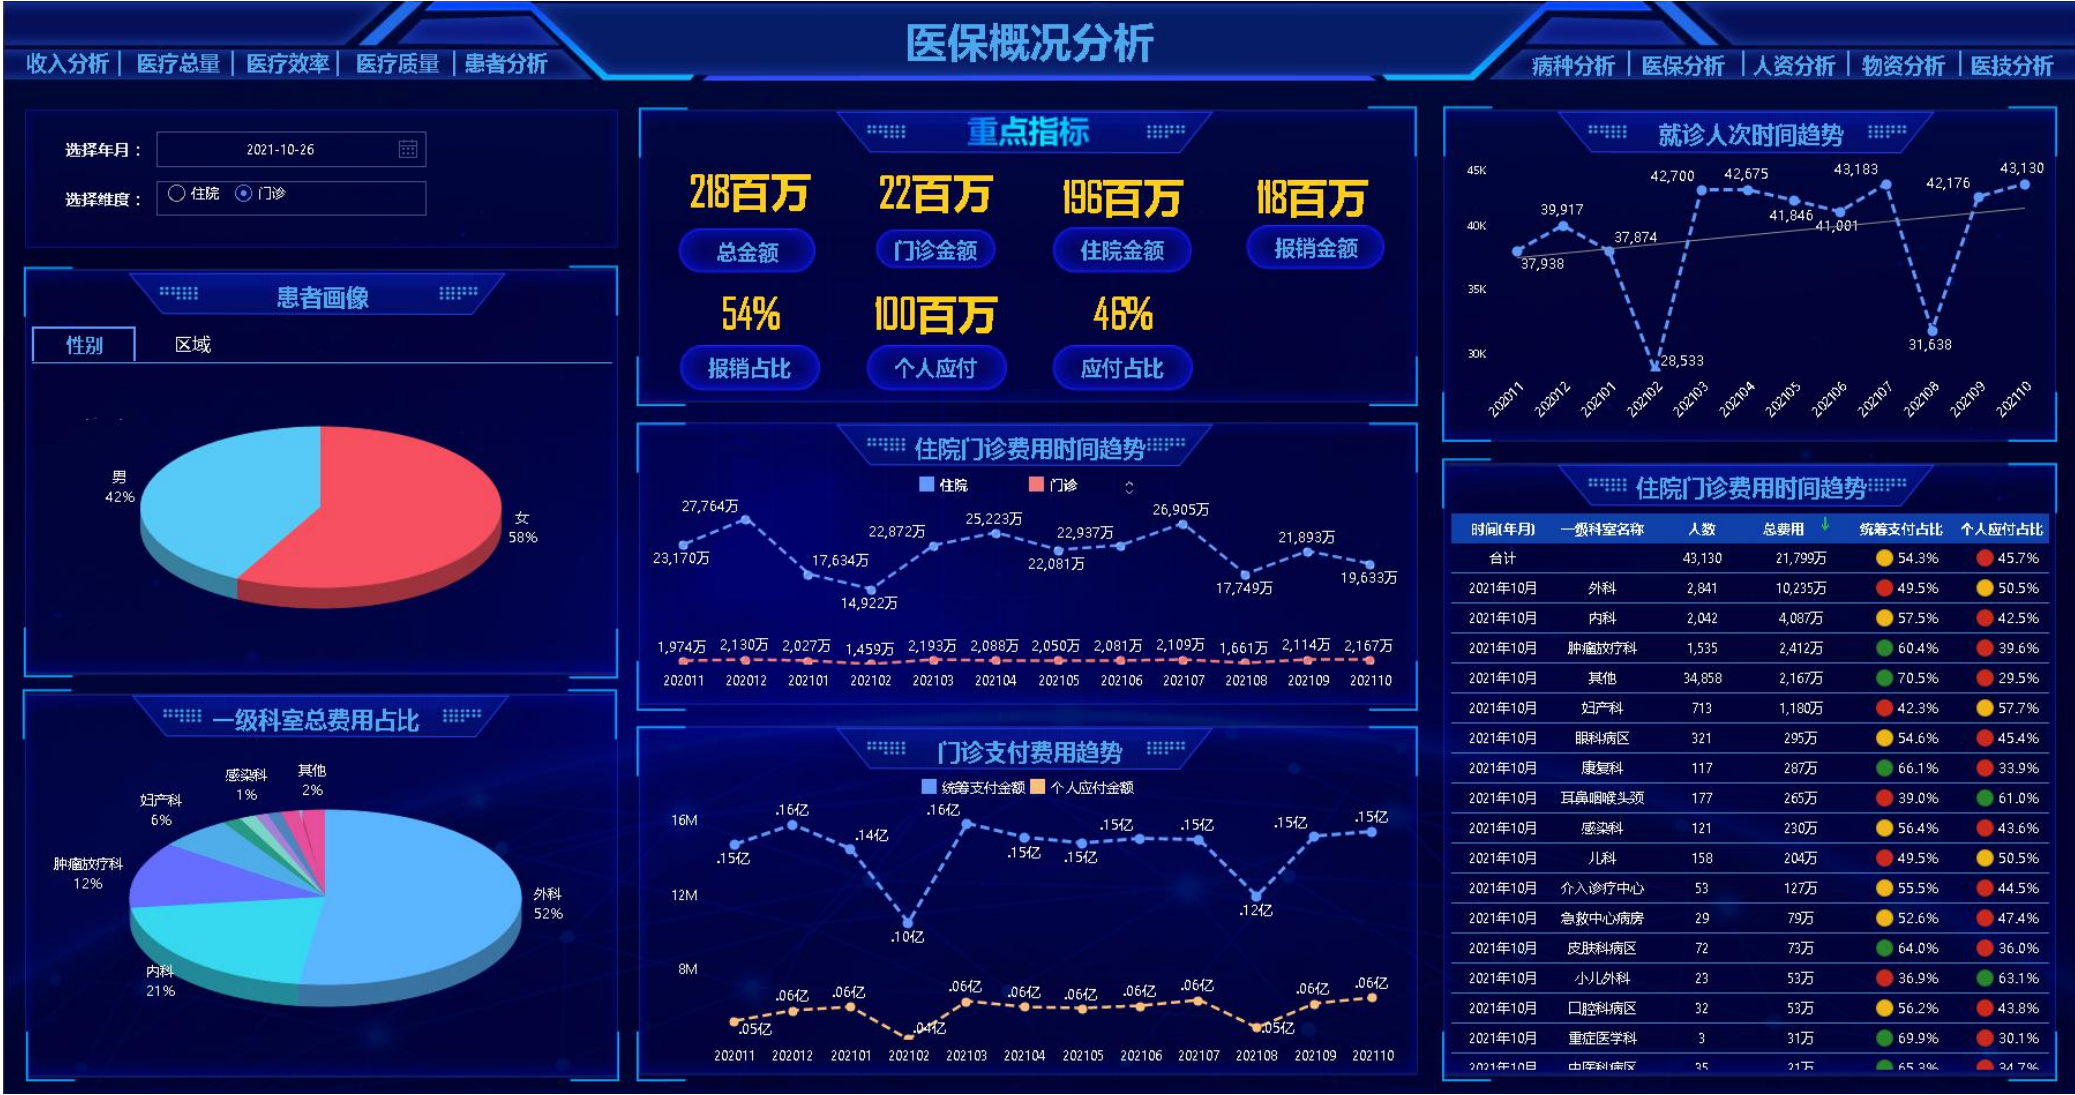 医保概况分析
收入分析 | 医疗总量 | 医疗效率 | 医疗质量 | 患者分析
病种分析 | 医保分析 | 人资分析 | 物资分析 | 医技分析
选择年月： 2021-10-26
选择维度： 住院 门诊
患者画像
性别 区域
男
42%
女
58%
一级科室总费用占比
感染科
1%
其他
2%
妇产科
6%
肿瘤放疗科
12%
外科
52%
内科
21%
重点指标
218百万 22百万 196百万 118百万
总金额 门诊金额 住院金额 报销金额
54% 100百万 46%
报销占比 个人应付 应付占比
住院门诊费用时间趋势
住院 门诊
23,170万 27,764万 17,634万 14,922万 22,872万 25,223万 22,081万 22,937万 26,905万 17,749万 21,893万 19,633万
1,974万 2,130万 2,027万 1,459万 2,193万 2,088万 2,050万 2,081万 2,109万 1,661万 2,114万 2,167万
202011 202012 202101 202102 202103 202104 202105 202106 202107 202108 202109 202110
门诊支付费用趋势
统筹支付金额 个人应付金额
16M
12M
8M
.15亿 .16亿 .14亿 .10亿 .16亿 .15亿 .15亿 .15亿 .15亿 .12亿 .15亿 .15亿
.05亿 .06亿 .06亿 .04亿 .06亿 .06亿 .06亿 .06亿 .06亿 .05亿 .06亿 .06亿
202011 202012 202101 202102 202103 202104 202105 202106 202107 202108 202109 202110
就诊人次时间趋势
45K
40K
35K
30K
37,938 39,917 37,874 28,533 42,700 42,675 41,846 41,001 43,183 31,638 42,176 43,130
202011 202012 202101 202102 202103 202104 202105 202106 202107 202108 202109 202110
住院门诊费用时间趋势
时间(年月) 一级科室名称 人数 总费用 统筹支付占比 个人应付占比
合计 43,130 21,799万 54.3% 45.7%
2021年10月 外科 2,841 10,235万 49.5% 50.5%
2021年10月 内科 2,042 4,087万 57.5% 42.5%
2021年10月 肿瘤放疗科 1,535 2,412万 60.4% 39.6%
2021年10月 其他 34,858 2,167万 70.5% 29.5%
2021年10月 妇产科 713 1,180万 42.3% 57.7%
2021年10月 眼科病区 321 295万 54.6% 45.4%
2021年10月 康复科 117 287万 66.1% 33.9%
2021年10月 耳鼻咽喉头颈 177 265万 39.0% 61.0%
2021年10月 感染科 121 230万 56.4% 43.6%
2021年10月 儿科 158 204万 49.5% 50.5%
2021年10月 介入诊疗中心 53 127万 55.5% 44.5%
2021年10月 急救中心病房 29 79万 52.6% 47.4%
2021年10月 皮肤科病区 72 73万 64.0% 36.0%
2021年10月 小儿外科 23 53万 36.9% 63.1%
2021年10月 口腔科病区 32 53万 56.2% 43.8%
2021年10月 重症医学科 3 31万 69.9% 30.1%
2021年10月 中医科病区 35 21万 65.3% 34.7%